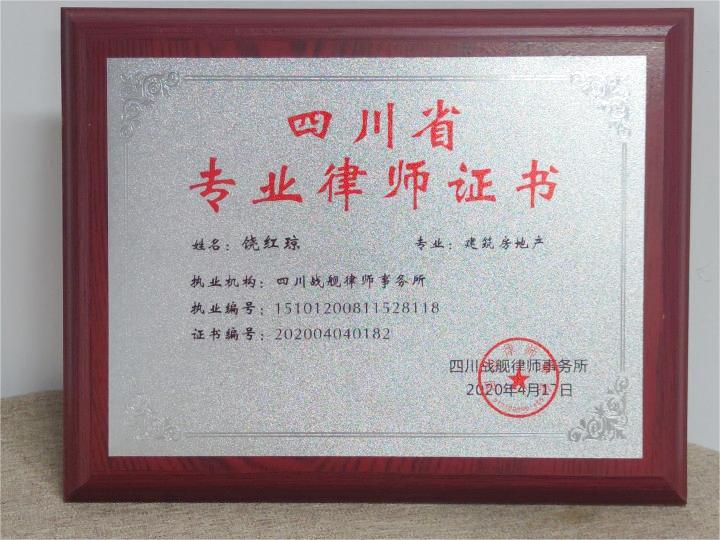 四川省
专业律师证书
姓名：饶红琼 专业：建筑房地产
执业机构：四川战舰律师事务所
执业编号：15101200811528118
证书编号：202004040182
四川战舰律师事务所
2020年4月17日